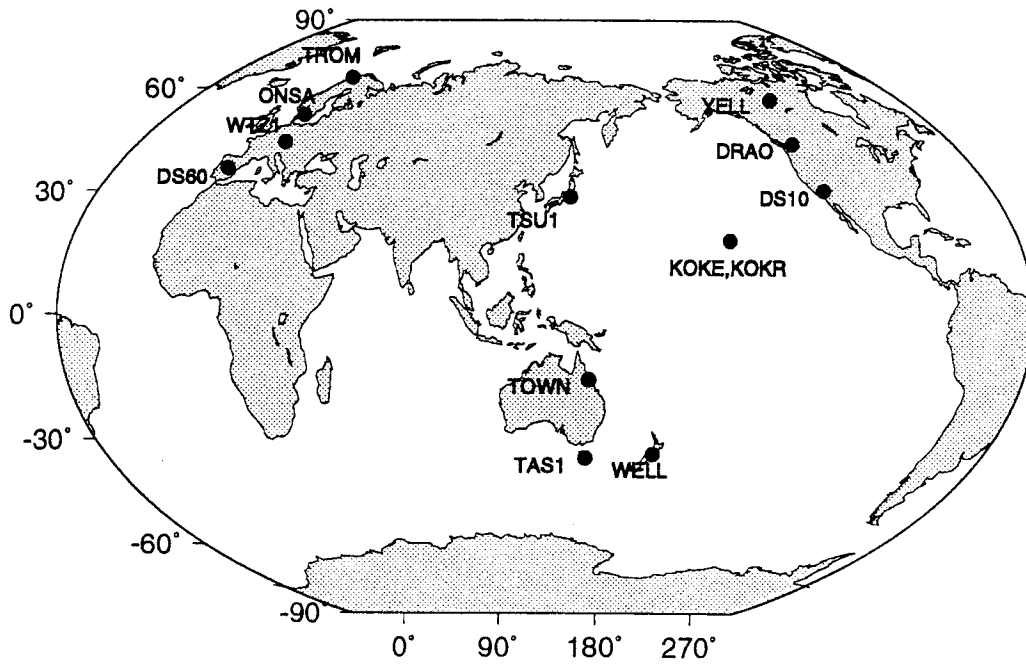 90°
TROM
60°
ONSA
YELL
WTZ1
DRAO
DS60
30°
DS10
TSU1
KOKE,KOKR
0°
TOWN
-30°
TAS1
WELL
-60°
-90°
0° 90° 180° 270°